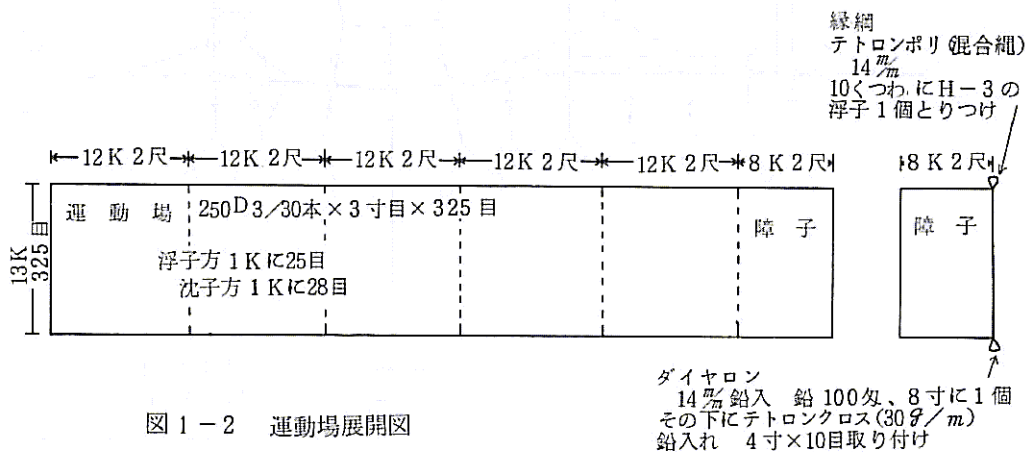 縁綱
テトロンポリ(混合縄)
14 m/m
10くつわにH-3の
浮子1個とりつけ
12K 2尺 12K 2尺 12K 2尺 12K 2尺 12K 2尺 8K 2尺 8K 2尺
運動場 250D 3/30本×3寸目×325目 障子 障子
13K
325目
浮子方1Kに25目
沈子方1Kに28目
ダイヤロン
14 m/m 鉛入 鉛100匁、8寸に1個
その下にテトロンクロス(30g/m)
鉛入れ 4寸×10目取り付け
図1-2 運動場展開図